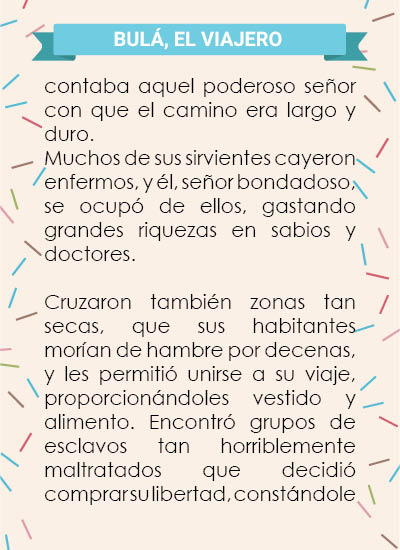 BULÁ, EL VIAJERO
contaba aquel poderoso señor
con que el camino era largo y
duro.
Muchos de sus sirvientes cayeron
enfermos, y él, señor bondadoso,
se ocupó de ellos, gastando
grandes riquezas en sabios y
doctores.
Cruzaron también zonas tan
secas, que sus habitantes
morían de hambre por decenas,
y les permitió unirse a su viaje,
proporcionándoles vestido y
alimento. Encontró grupos de
esclavos tan horriblemente
maltratados que decidió
comprar su libertad, constándole